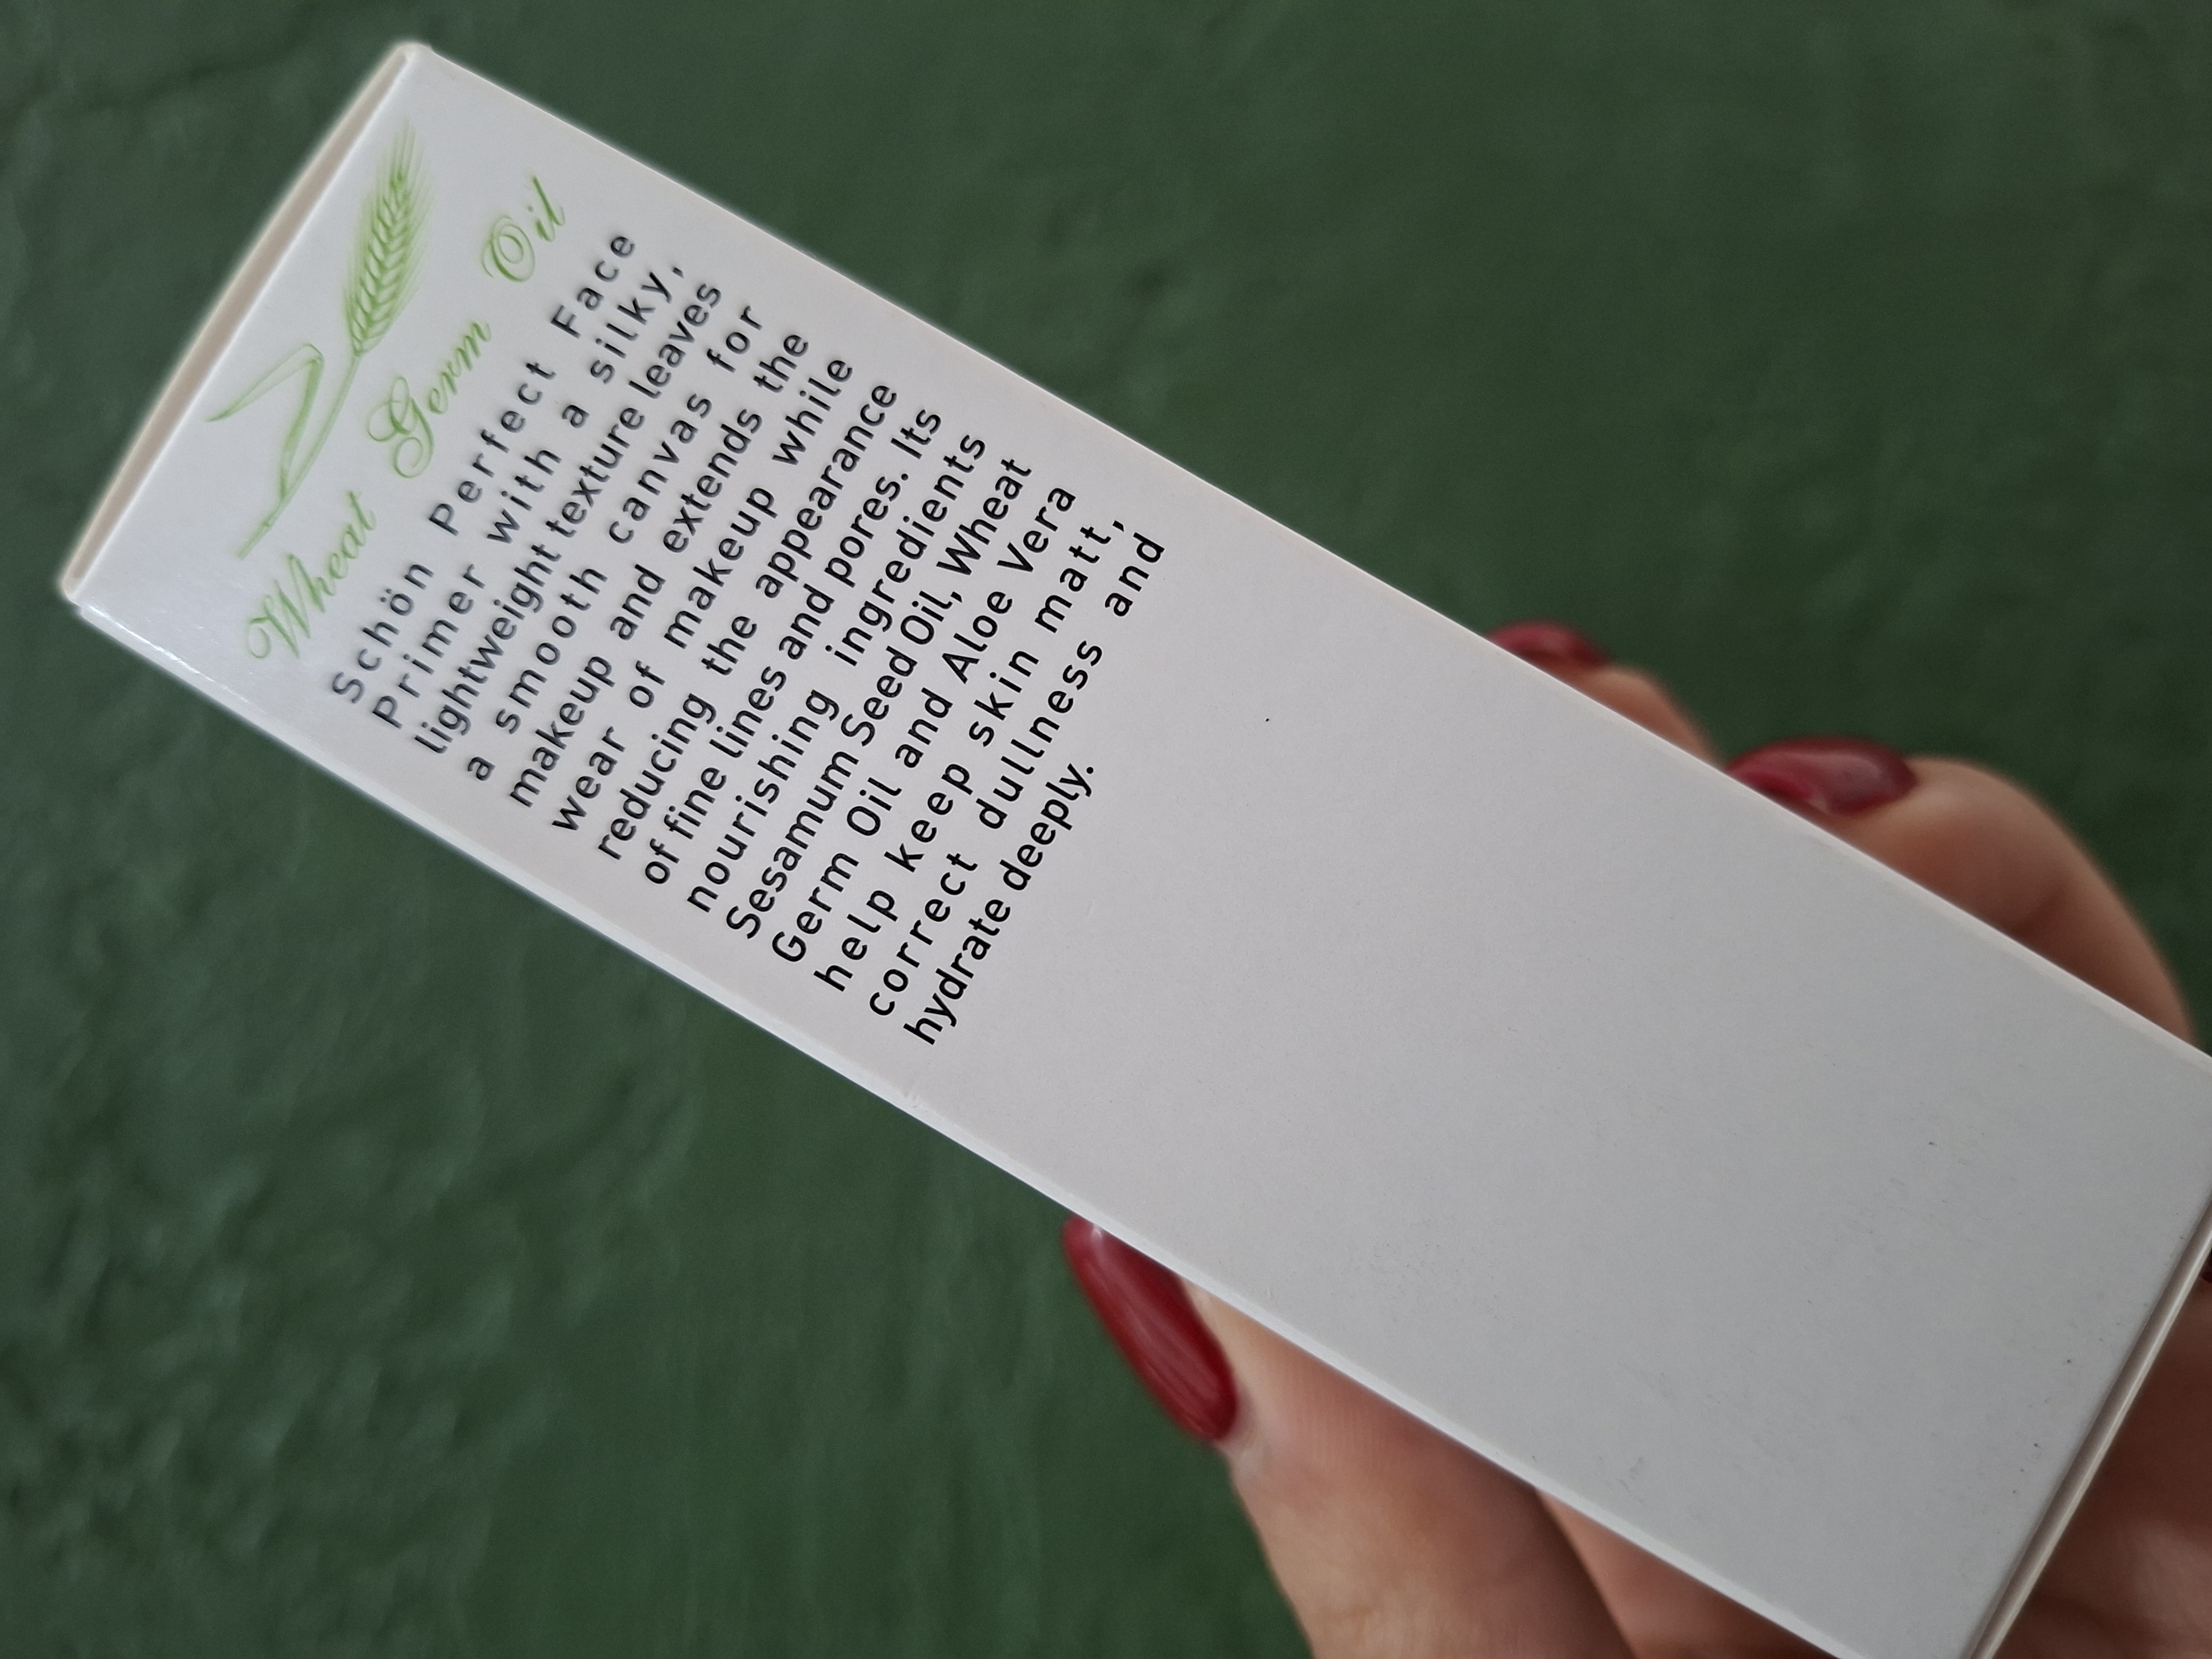 Wheat Germ Oil
Schön Perfect Face
Primer with a silky,
lightweight texture leaves
a smooth canvas for
makeup and extends the
wear of makeup while
reducing the appearance
of fine lines and pores. Its
nourishing ingredients
Sesamum Seed Oil, Wheat
Germ Oil and Aloe Vera
help keep skin matt,
correct dullness and
hydrate deeply.